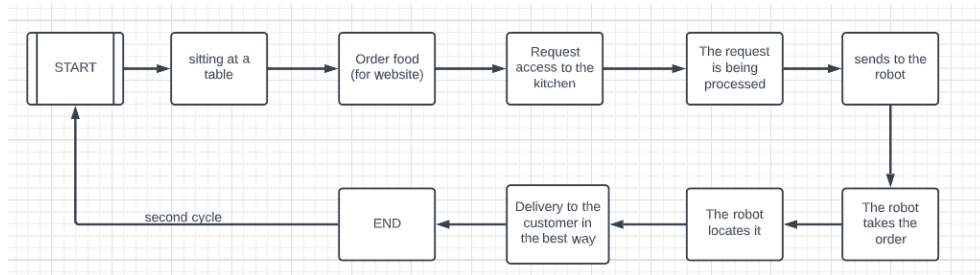 START
sitting at a
table
Order food
(for website)
Request
access to the
kitchen
The request
is being
processed
sends to the
robot
The robot
takes the
order
The robot
locates it
Delivery to the
customer in
the best way
END
second cycle